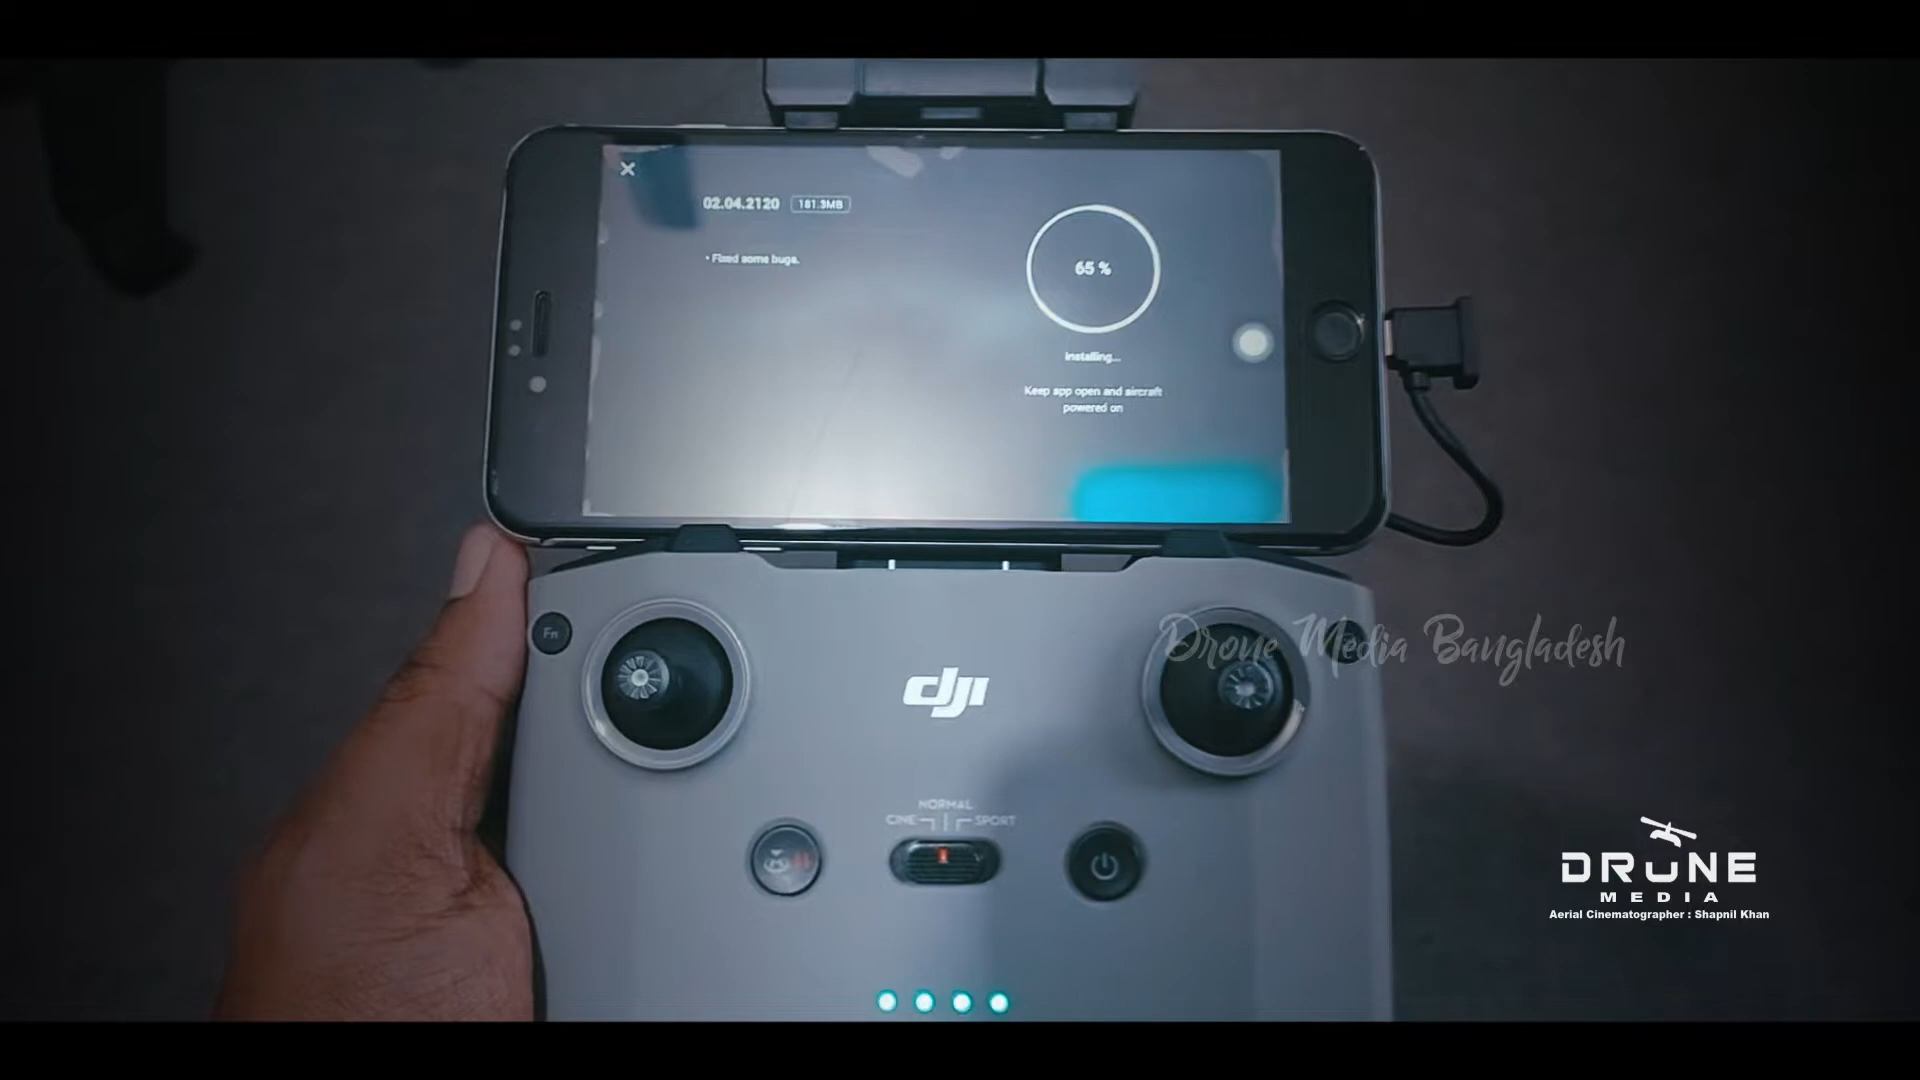 02.04.2120 181.3MB
• Fixed some bugs.
65 %
Installing...
Keep app open and aircraft
powered on
Fn
dji
Drone Media Bangladesh
NORMAL
CINE SPORT
DRONE
MEDIA
Aerial Cinematographer : Shapnil Khan